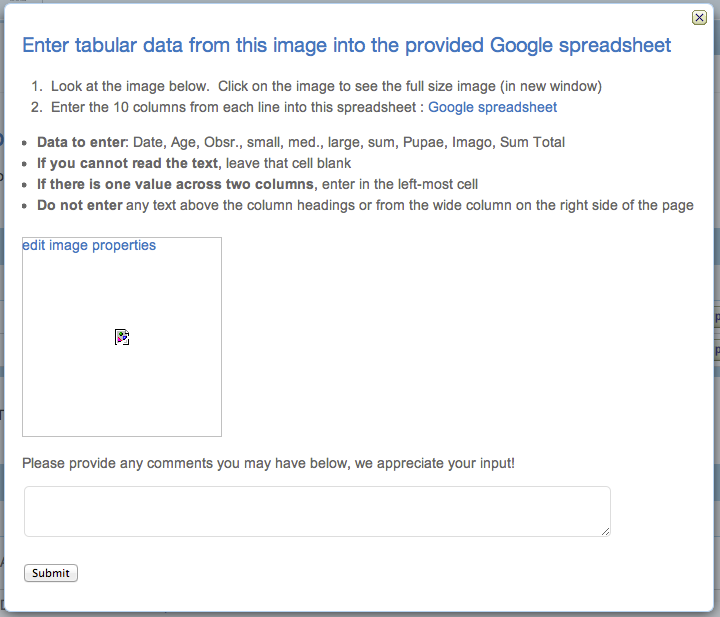 Enter tabular data from this image into the provided Google spreadsheet
1. Look at the image below. Click on the image to see the full size image (in new window)
2. Enter the 10 columns from each line into this spreadsheet : Google spreadsheet
• Data to enter: Date, Age, Obsr., small, med., large, sum, Pupae, Imago, Sum Total
• If you cannot read the text, leave that cell blank
• If there is one value across two columns, enter in the left-most cell
• Do not enter any text above the column headings or from the wide column on the right side of the page
edit image properties
Please provide any comments you may have below, we appreciate your input!
Submit